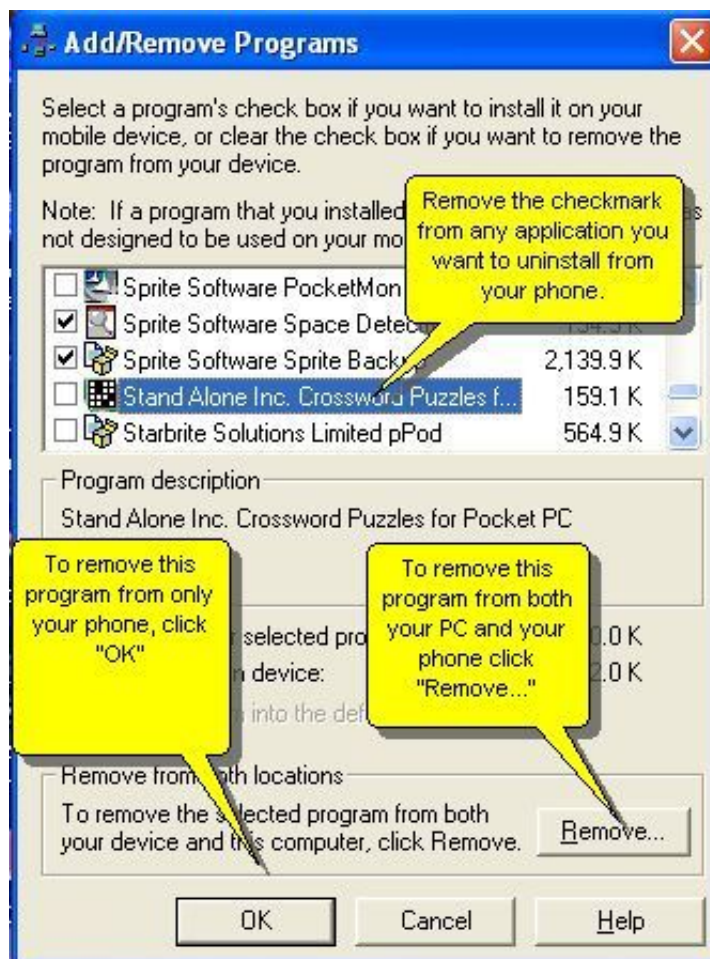 Add/Remove Programs
Select a program's check box if you want to install it on your
mobile device, or clear the check box if you want to remove the
program from your device.
Note: If a program that you installed
not designed to be used on your mo
Remove the checkmark
from any application you
want to uninstall from
your phone.
Sprite Software PocketMon
Sprite Software Space Detect
Sprite Software Sprite Backup 2,139.9 K
Stand Alone Inc. Crossword Puzzles f... 159.1 K
Starbrite Solutions Limited pPod 564.9 K
Program description
Stand Alone Inc. Crossword Puzzles for Pocket PC
To remove this
program from only
your phone, click
"OK"
To remove this
program from both
your PC and your
phone click
"Remove..."
selected pro 0.0 K
device: 2.0 K
into the def
Remove from both locations
To remove the selected program from both
your device and this computer, click Remove.
Remove...
OK Cancel Help